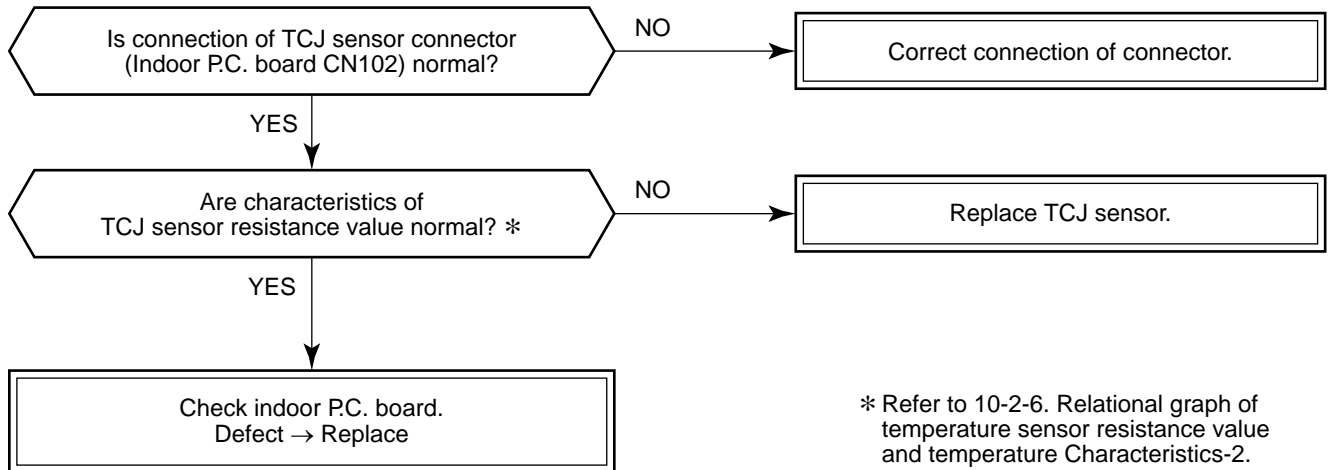 Is connection of TCJ sensor connector
(Indoor P.C. board CN102) normal?
NO
Correct connection of connector.
YES
Are characteristics of
TCJ sensor resistance value normal? ∗
NO
Replace TCJ sensor.
YES
Check indoor P.C. board.
Defect → Replace
∗ Refer to 10-2-6. Relational graph of
temperature sensor resistance value
and temperature Characteristics-2.